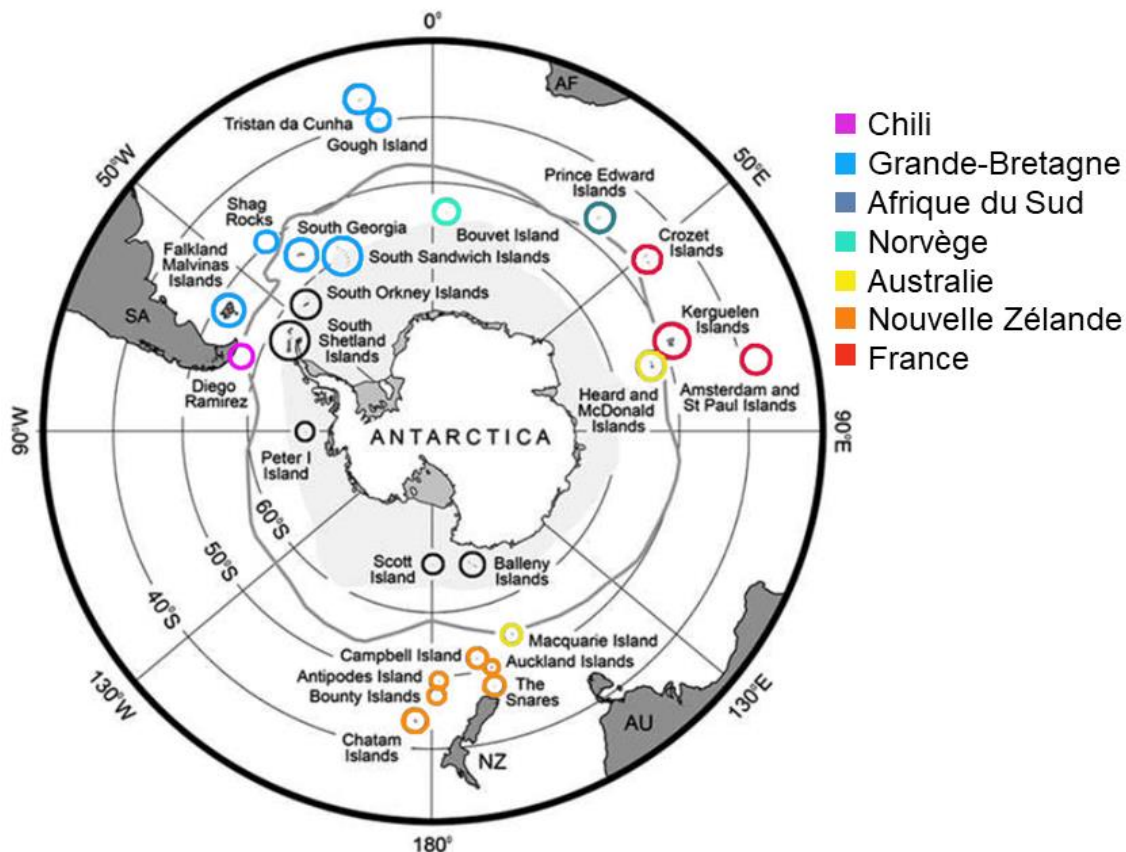 0°
AF
Tristan da Cunha
Gough Island
50°W
50°E
Prince Edward
Islands
Shag
Rocks
South Georgia
Bouvet Island
Crozet
Islands
Falkland
Malvinas
Islands
South Sandwich Islands
South Orkney Islands
SA
South
Shetland
Islands
Kerguelen
Islands
Diego
Ramirez
Heard and
McDonald
Islands
Amsterdam and
St Paul Islands
90°W
ANTARCTICA
90°E
Peter I
Island
60°S
50°S
40°S
Scott
Island
Balleny
Islands
Macquarie Island
Campbell Island
Auckland Islands
Antipodes Island
Bounty Islands
The
Snares
130°W
130°E
Chatam
Islands
NZ
AU
180°
Chili
Grande-Bretagne
Afrique du Sud
Norvège
Australie
Nouvelle Zélande
France